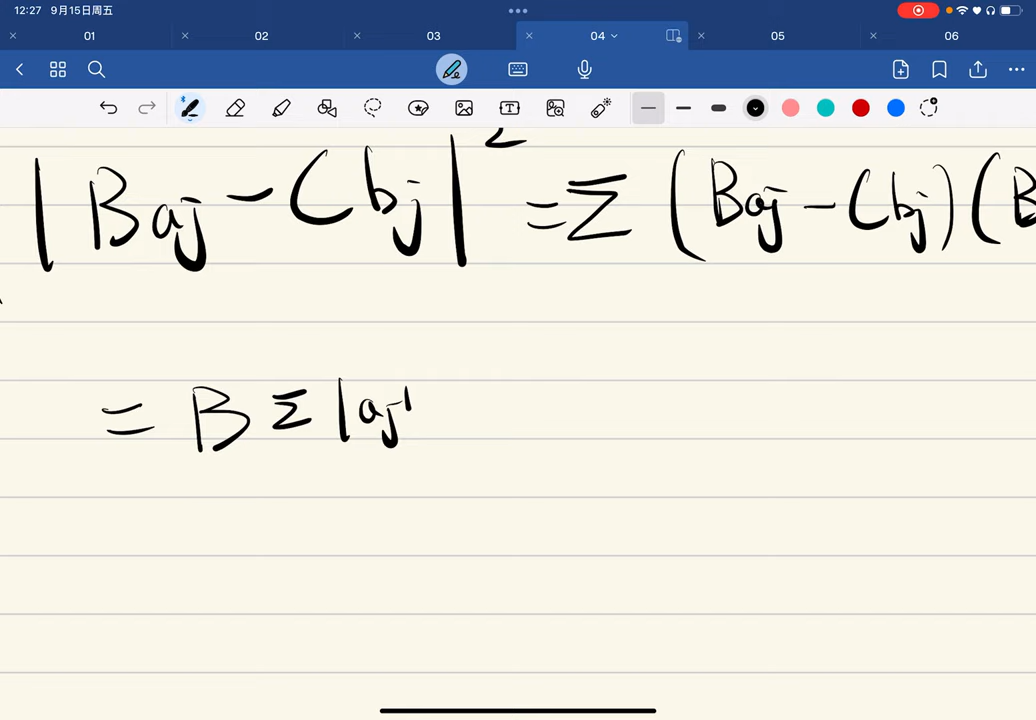 12:27 9月15日周五
01 02 03 04 05 06
|Baj - Cbj|² = Σ (Baj - Cbj)(B
= B Σ |aj|